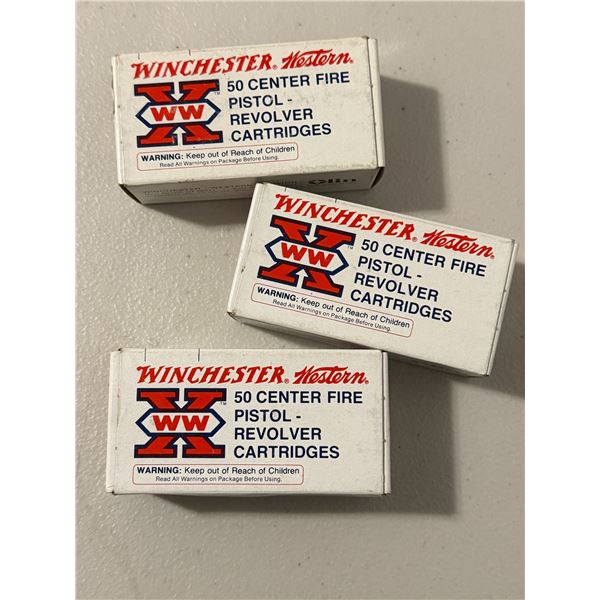 WINCHESTER® Western®
50 CENTER FIRE
X WW ™
PISTOL -
REVOLVER
CARTRIDGES
WARNING: Keep out of Reach of Children
Read All Warnings on Package Before Using.
WINCHESTER® Western®
50 CENTER FIRE
X WW ™
PISTOL -
REVOLVER
CARTRIDGES
WARNING: Keep out of Reach of Children
Read All Warnings on Package Before Using.
WINCHESTER® Western®
50 CENTER FIRE
X WW ™
PISTOL -
REVOLVER
CARTRIDGES
WARNING: Keep out of Reach of Children
Read All Warnings on Package Before Using.